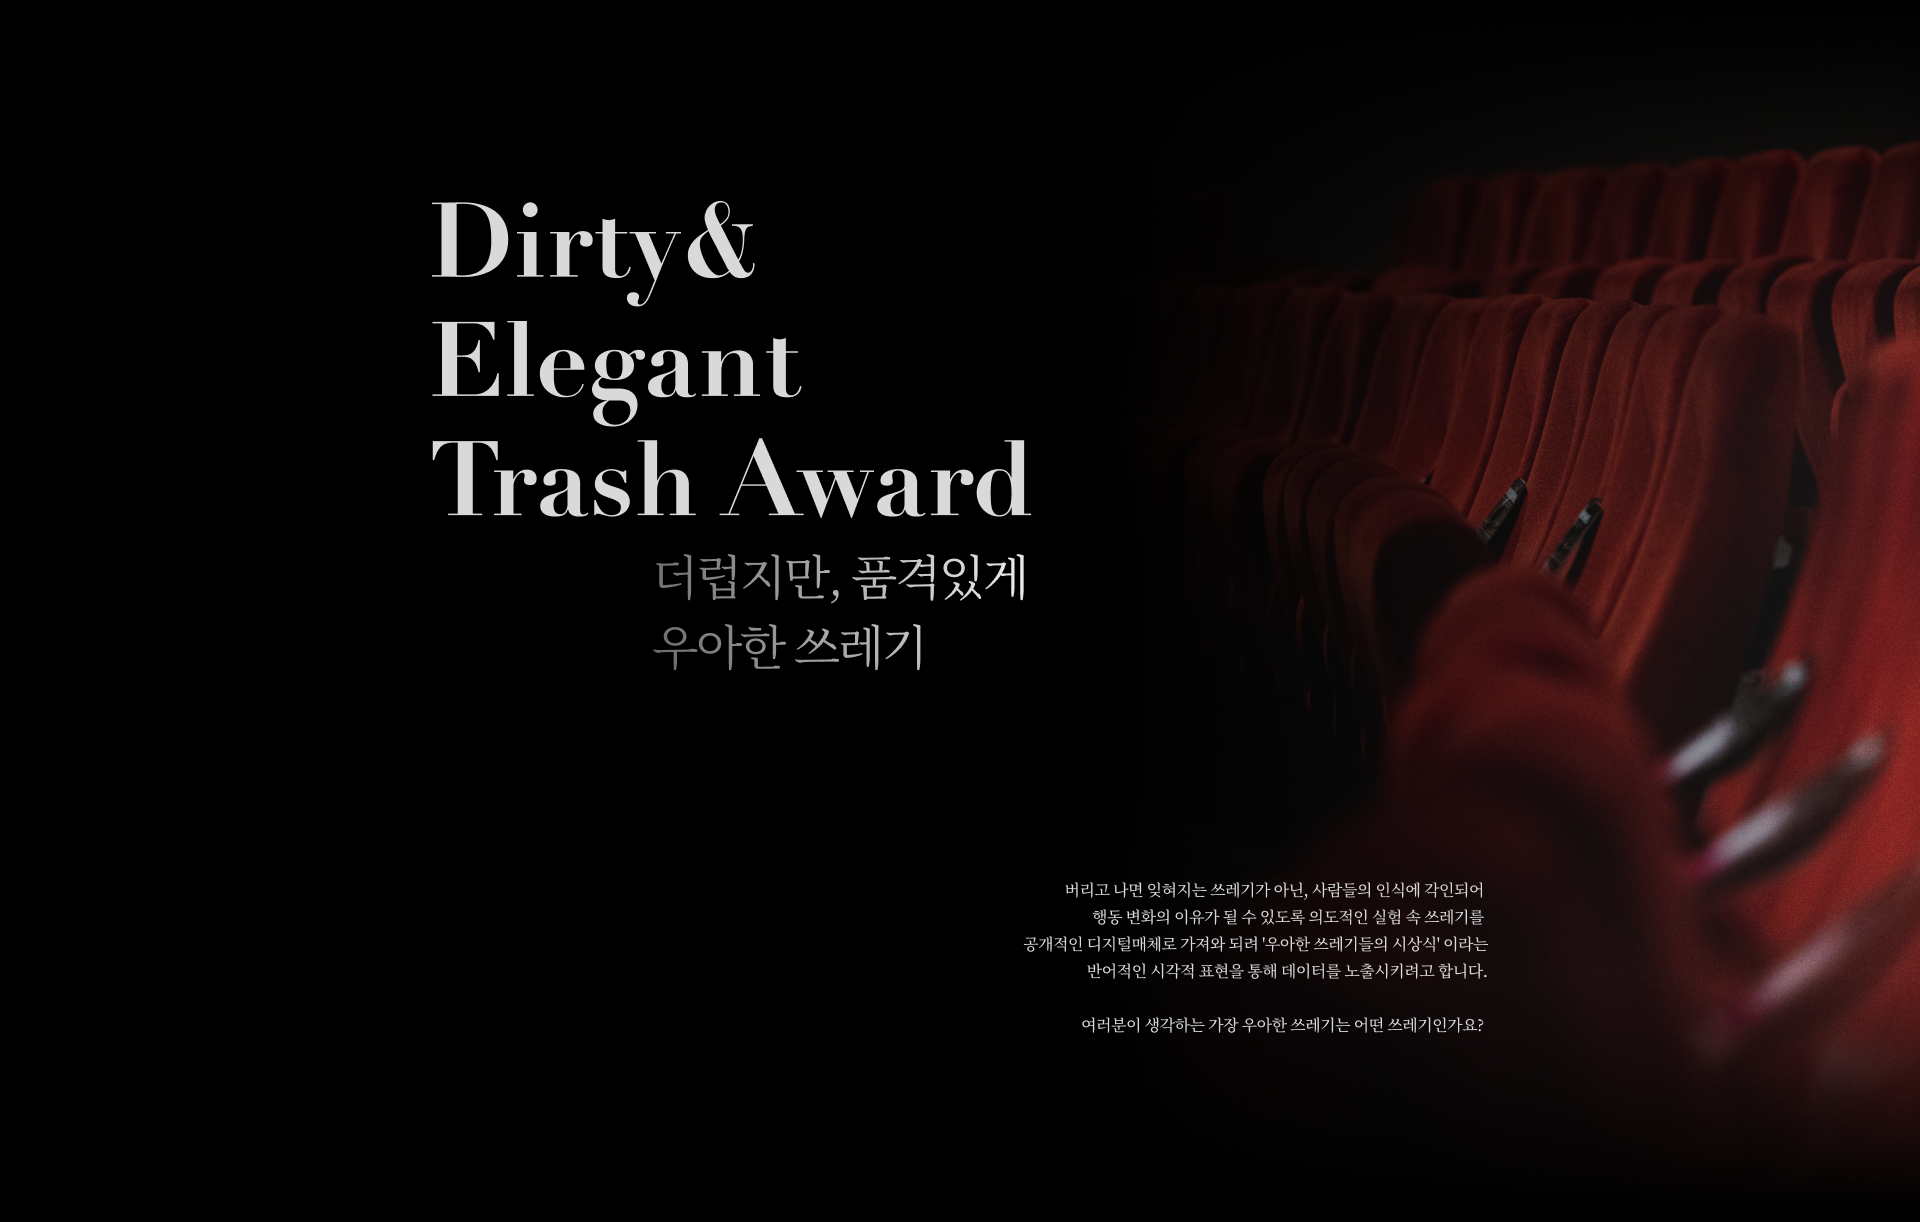 Dirty&
Elegant
Trash Award
더럽지만, 품격있게
우아한 쓰레기
버리고 나면 잊혀지는 쓰레기가 아닌, 사람들의 인식에 각인되어
행동 변화의 이유가 될 수 있도록 의도적인 실험 속 쓰레기를
공개적인 디지털매체로 가져와 되려 '우아한 쓰레기들의 시상식' 이라는
반어적인 시각적 표현을 통해 데이터를 노출시키려고 합니다.
여러분이 생각하는 가장 우아한 쓰레기는 어떤 쓰레기인가요?